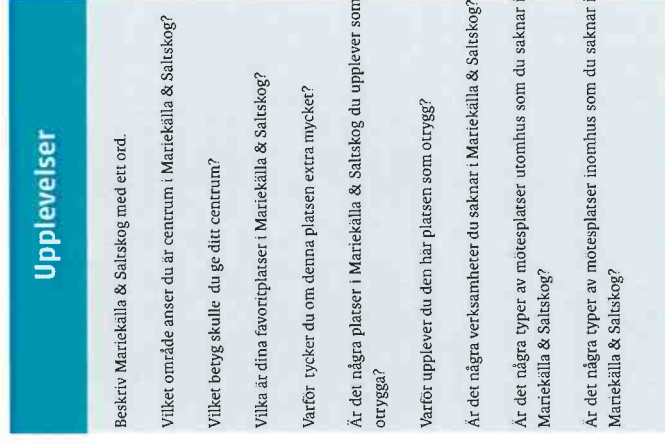 Upplevelser
Beskriv Mariekälla & Saltskog med ett ord.
Vilket område anser du är centrum i Mariekälla & Saltskog?
Vilket betyg skulle du ge ditt centrum?
Vilka är dina favoritplatser i Mariekälla & Saltskog?
Varför tycker du om denna platsen extra mycket?
Är det några platser i Mariekälla & Saltskog du upplever som
otrygga?
Varför upplever du den här platsen som otrygg?
Är det några verksamheter du saknar i Mariekälla & Saltskog?
Är det några typer av mötesplatser utomhus som du saknar i
Mariekälla & Saltskog?
Är det några typer av mötesplatser inomhus som du saknar i
Mariekälla & Saltskog?